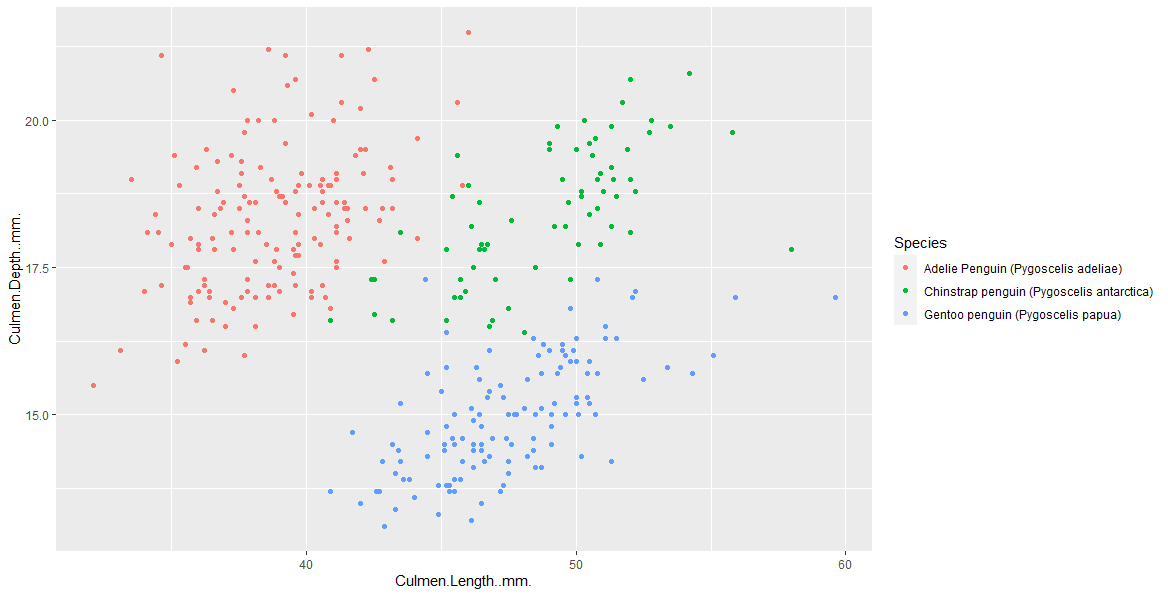 20.0
17.5
15.0
Culmen.Depth..mm.
40
50
60
Culmen.Length..mm.
Species
Adelie Penguin (Pygoscelis adeliae)
Chinstrap penguin (Pygoscelis antarctica)
Gentoo penguin (Pygoscelis papua)